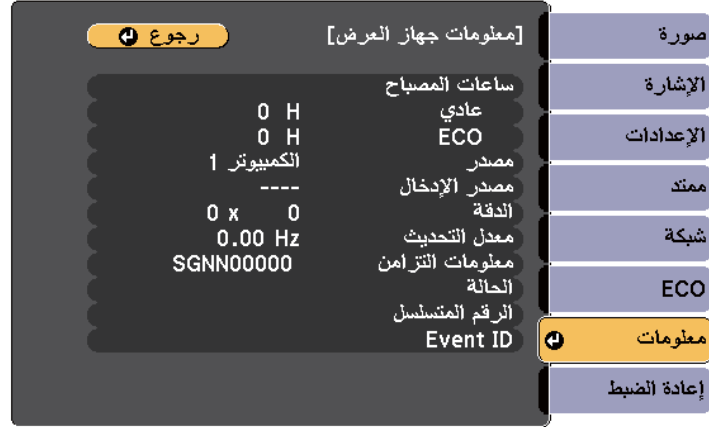 [معلومات جهاز العرض] رجوع
ساعات المصباح
عادي 0 H
ECO 0 H
مصدر الكمبيوتر 1
مصدر الإدخال ----
الدقة 0 x 0
معدل التحديث 0.00 Hz
معلومات التزامن SGNN00000
الحالة
الرقم المتسلسل
Event ID
صورة
الإشارة
الإعدادات
ممتد
شبكة
ECO
معلومات
إعادة الضبط